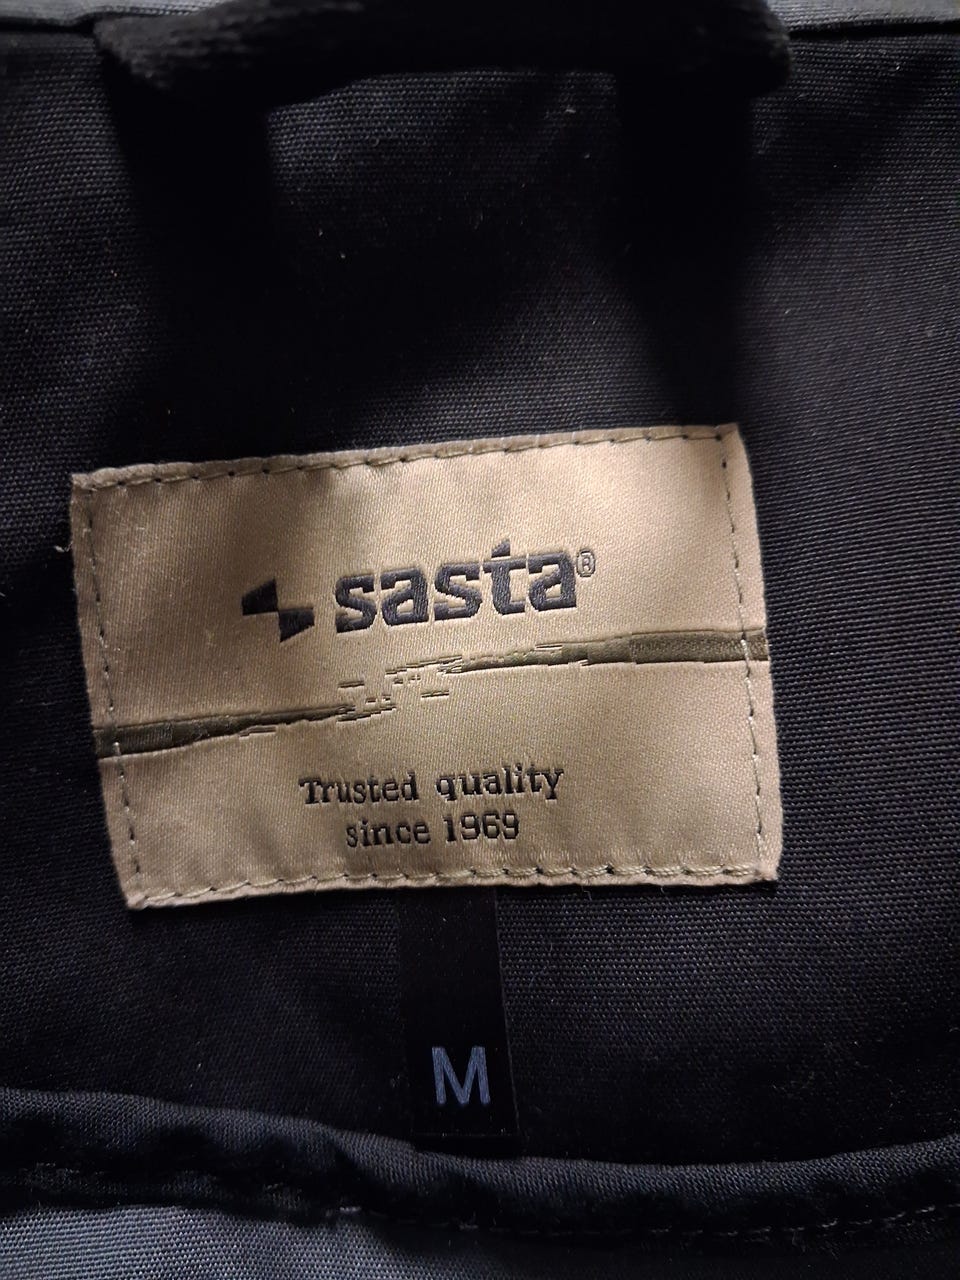 sasta®
Trusted quality
since 1969
M